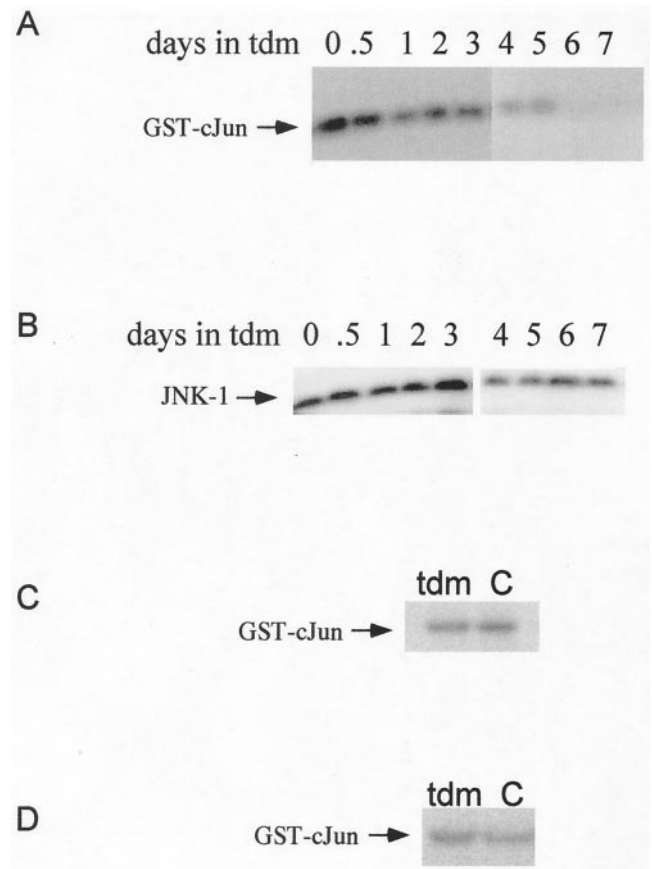 A
days in tdm 0 .5 1 2 3 4 5 6 7
GST-cJun
B
days in tdm 0 .5 1 2 3 4 5 6 7
JNK-1
C
tdm C
GST-cJun
D
tdm C
GST-cJun